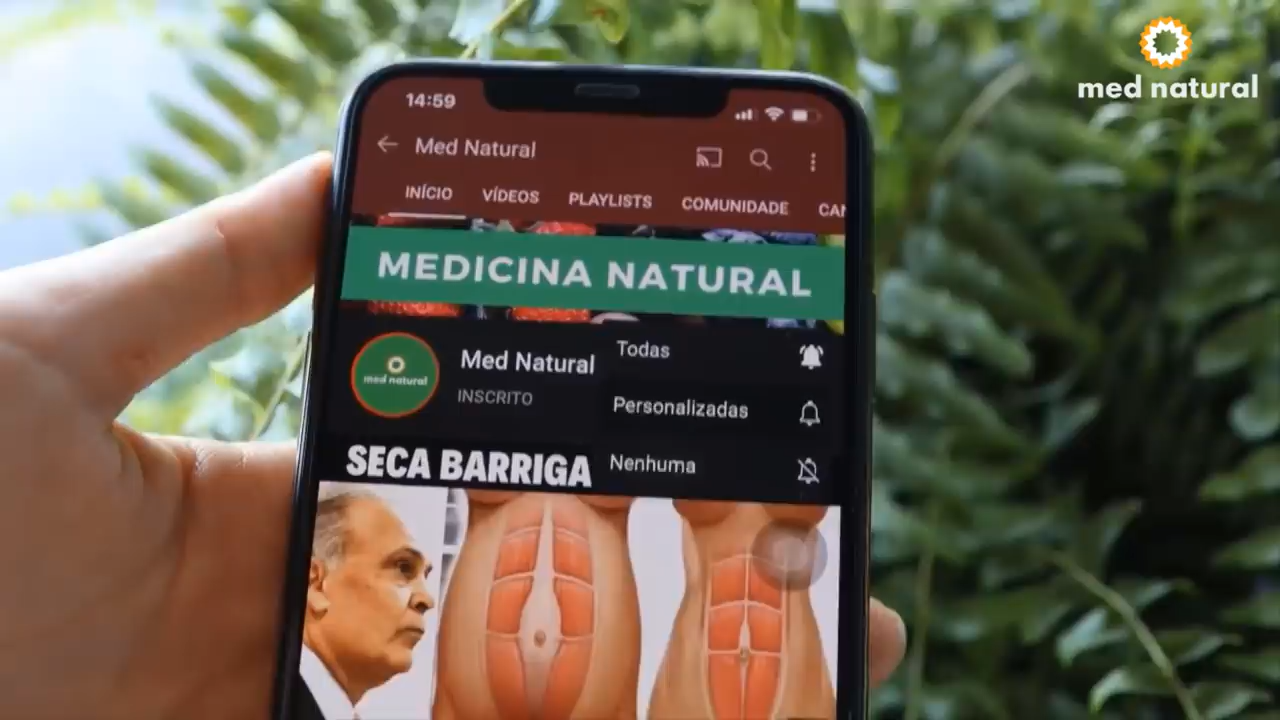 med natural
14:59
Med Natural
INÍCIO VÍDEOS PLAYLISTS COMUNIDADE CAN
MEDICINA NATURAL
med natural
Med Natural
INSCRITO
Todas
Personalizadas
Nenhuma
SECA BARRIGA